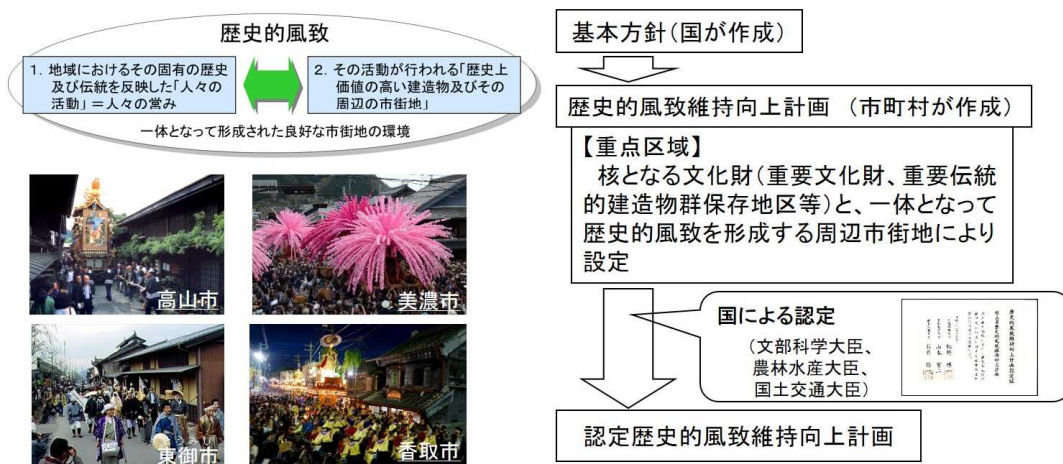 歴史的風致
1. 地域におけるその固有の歴史
及び伝統を反映した「人々の
活動」＝人々の営み
2. その活動が行われる「歴史上
価値の高い建造物及びその
周辺の市街地」
一体となって形成された良好な市街地の環境
高山市
美濃市
東御市
香取市
基本方針(国が作成)
歴史的風致維持向上計画 (市町村が作成)
【重点区域】
核となる文化財(重要文化財、重要伝統
的建造物群保存地区等)と、一体となって
歴史的風致を形成する周辺市街地により
設定
国による認定
(文部科学大臣、
農林水産大臣、
国土交通大臣)
認定歴史的風致維持向上計画